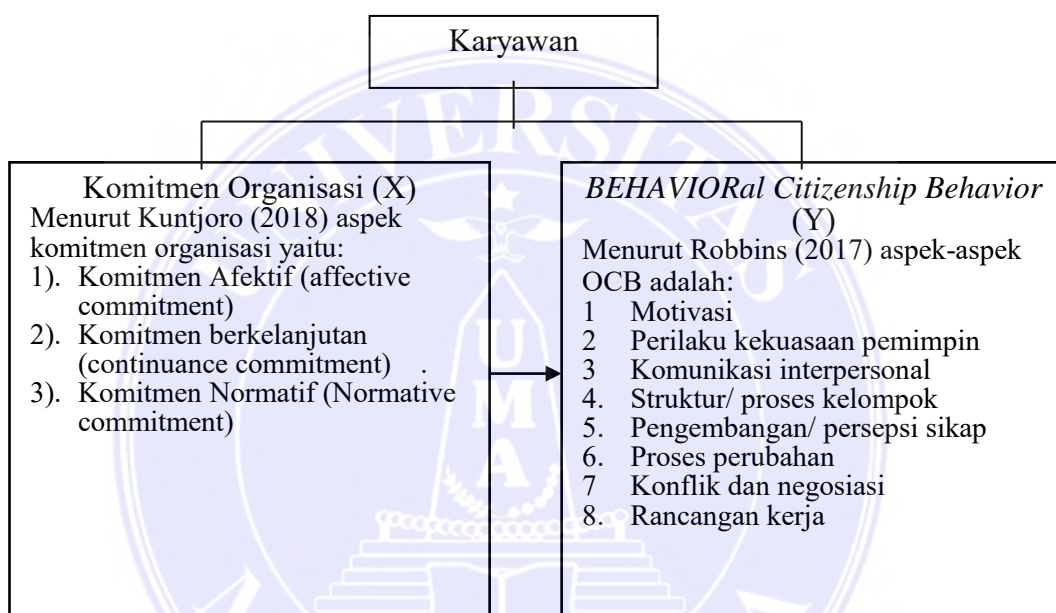 Karyawan
Komitmen Organisasi (X)
Menurut Kuntjoro (2018) aspek
komitmen organisasi yaitu:
1). Komitmen Afektif (affective
commitment)
2). Komitmen berkelanjutan
(continuance commitment) .
3). Komitmen Normatif (Normative
commitment)
BEHAVIORal Citizenship Behavior
(Y)
Menurut Robbins (2017) aspek-aspek
OCB adalah:
1 Motivasi
2 Perilaku kekuasaan pemimpin
3 Komunikasi interpersonal
4. Struktur/ proses kelompok
5. Pengembangan/ persepsi sikap
6. Proses perubahan
7 Konflik dan negosiasi
8. Rancangan kerja
UNIVERSITAS
UMA